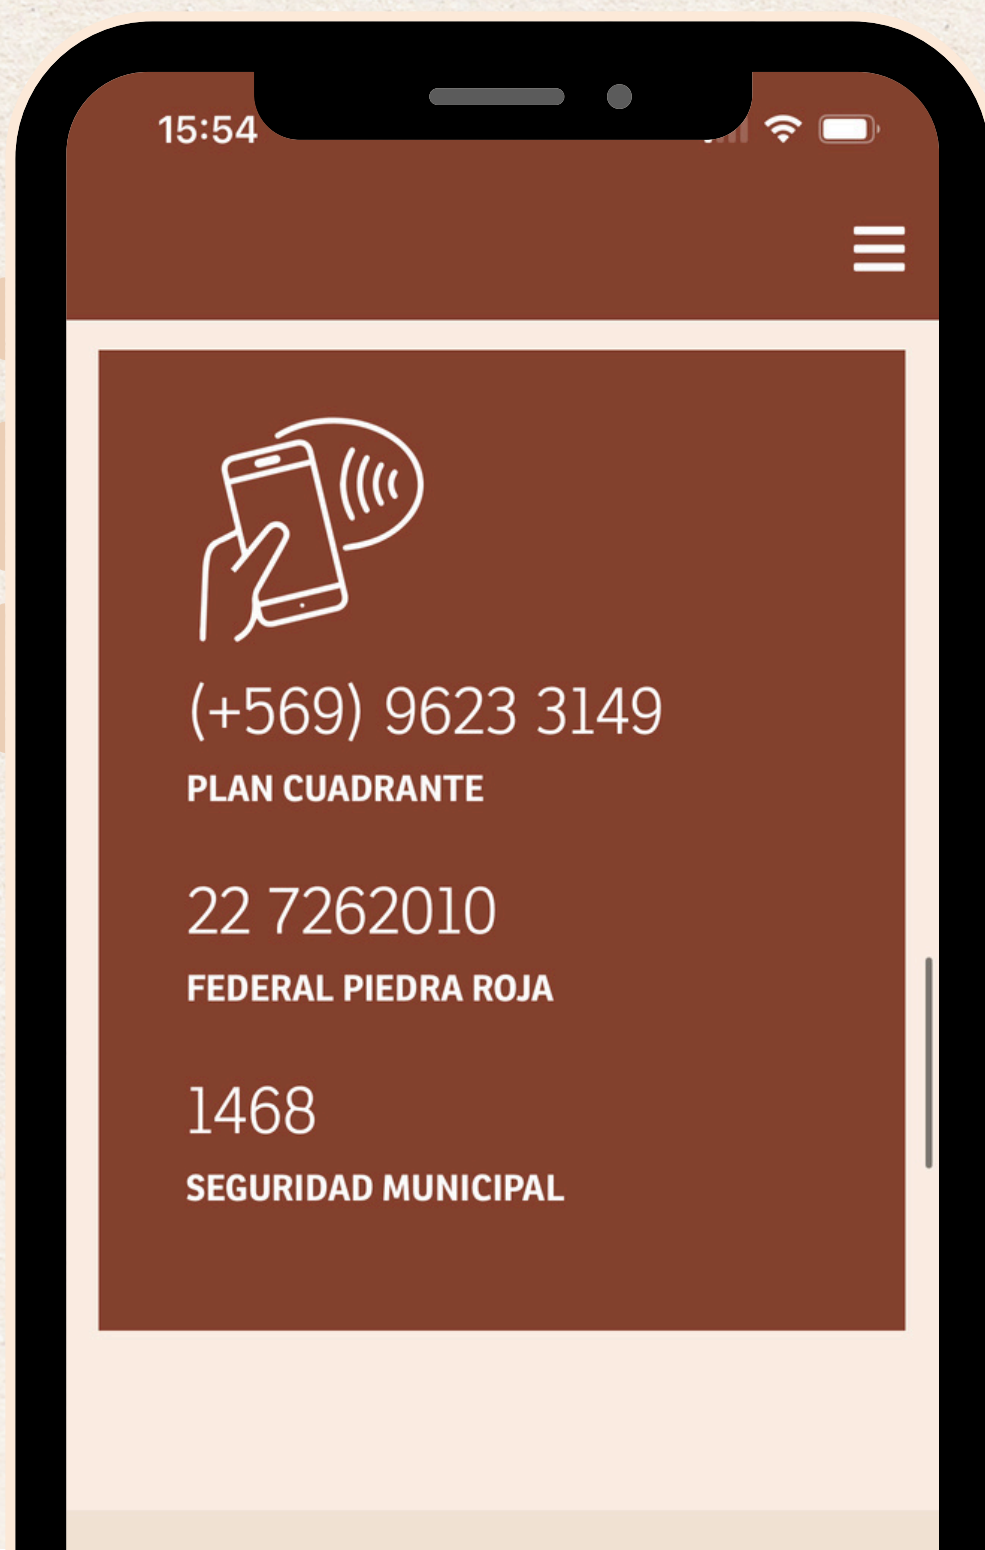 15:54
(+569) 9623 3149
PLAN CUADRANTE
22 7262010
FEDERAL PIEDRA ROJA
1468
SEGURIDAD MUNICIPAL